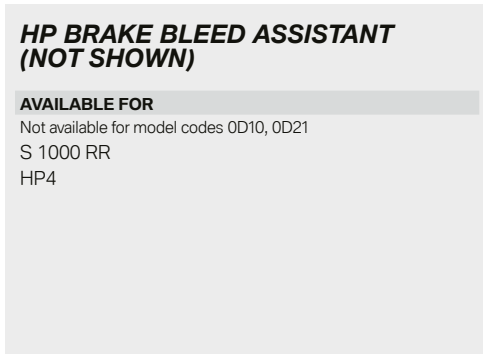 HP BRAKE BLEED ASSISTANT
(NOT SHOWN)
AVAILABLE FOR
Not available for model codes 0D10, 0D21
S 1000 RR
HP4